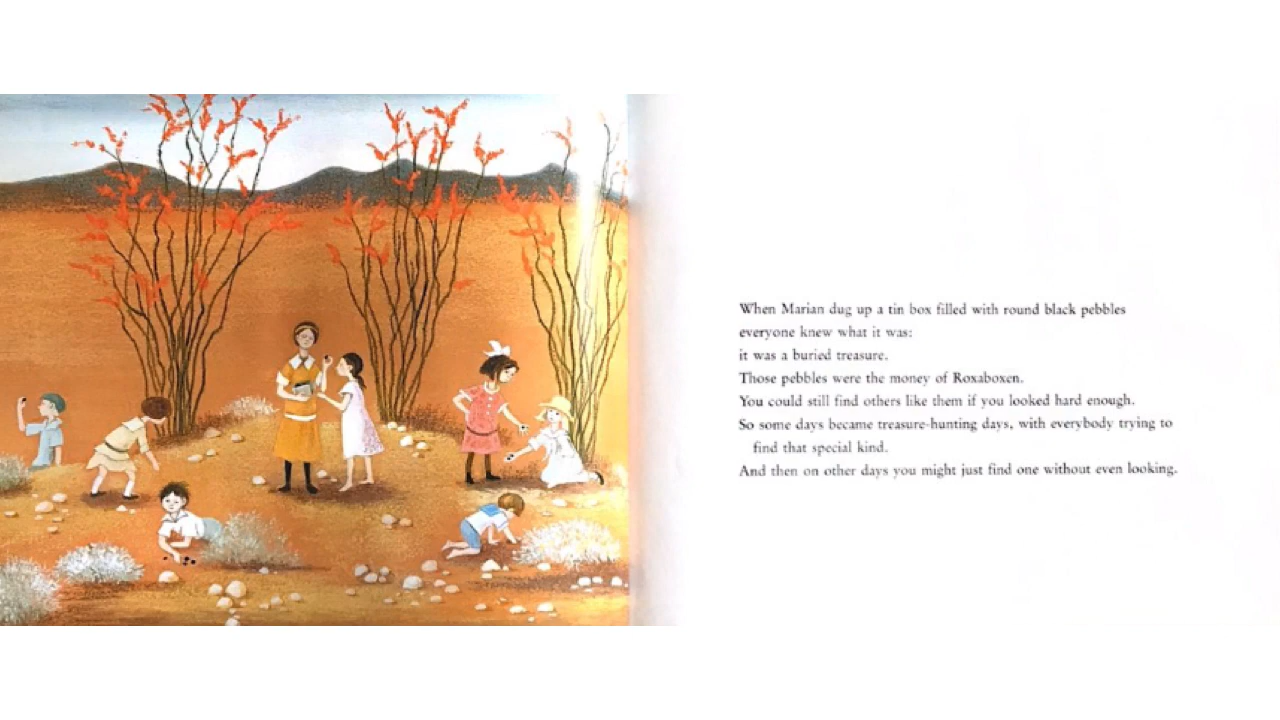 When Marian dug up a tin box filled with round black pebbles
everyone knew what it was:
it was a buried treasure.
Those pebbles were the money of Roxaboxen.
You could still find others like them if you looked hard enough.
So some days became treasure-hunting days, with everybody trying to
find that special kind.
And then on other days you might just find one without even looking.